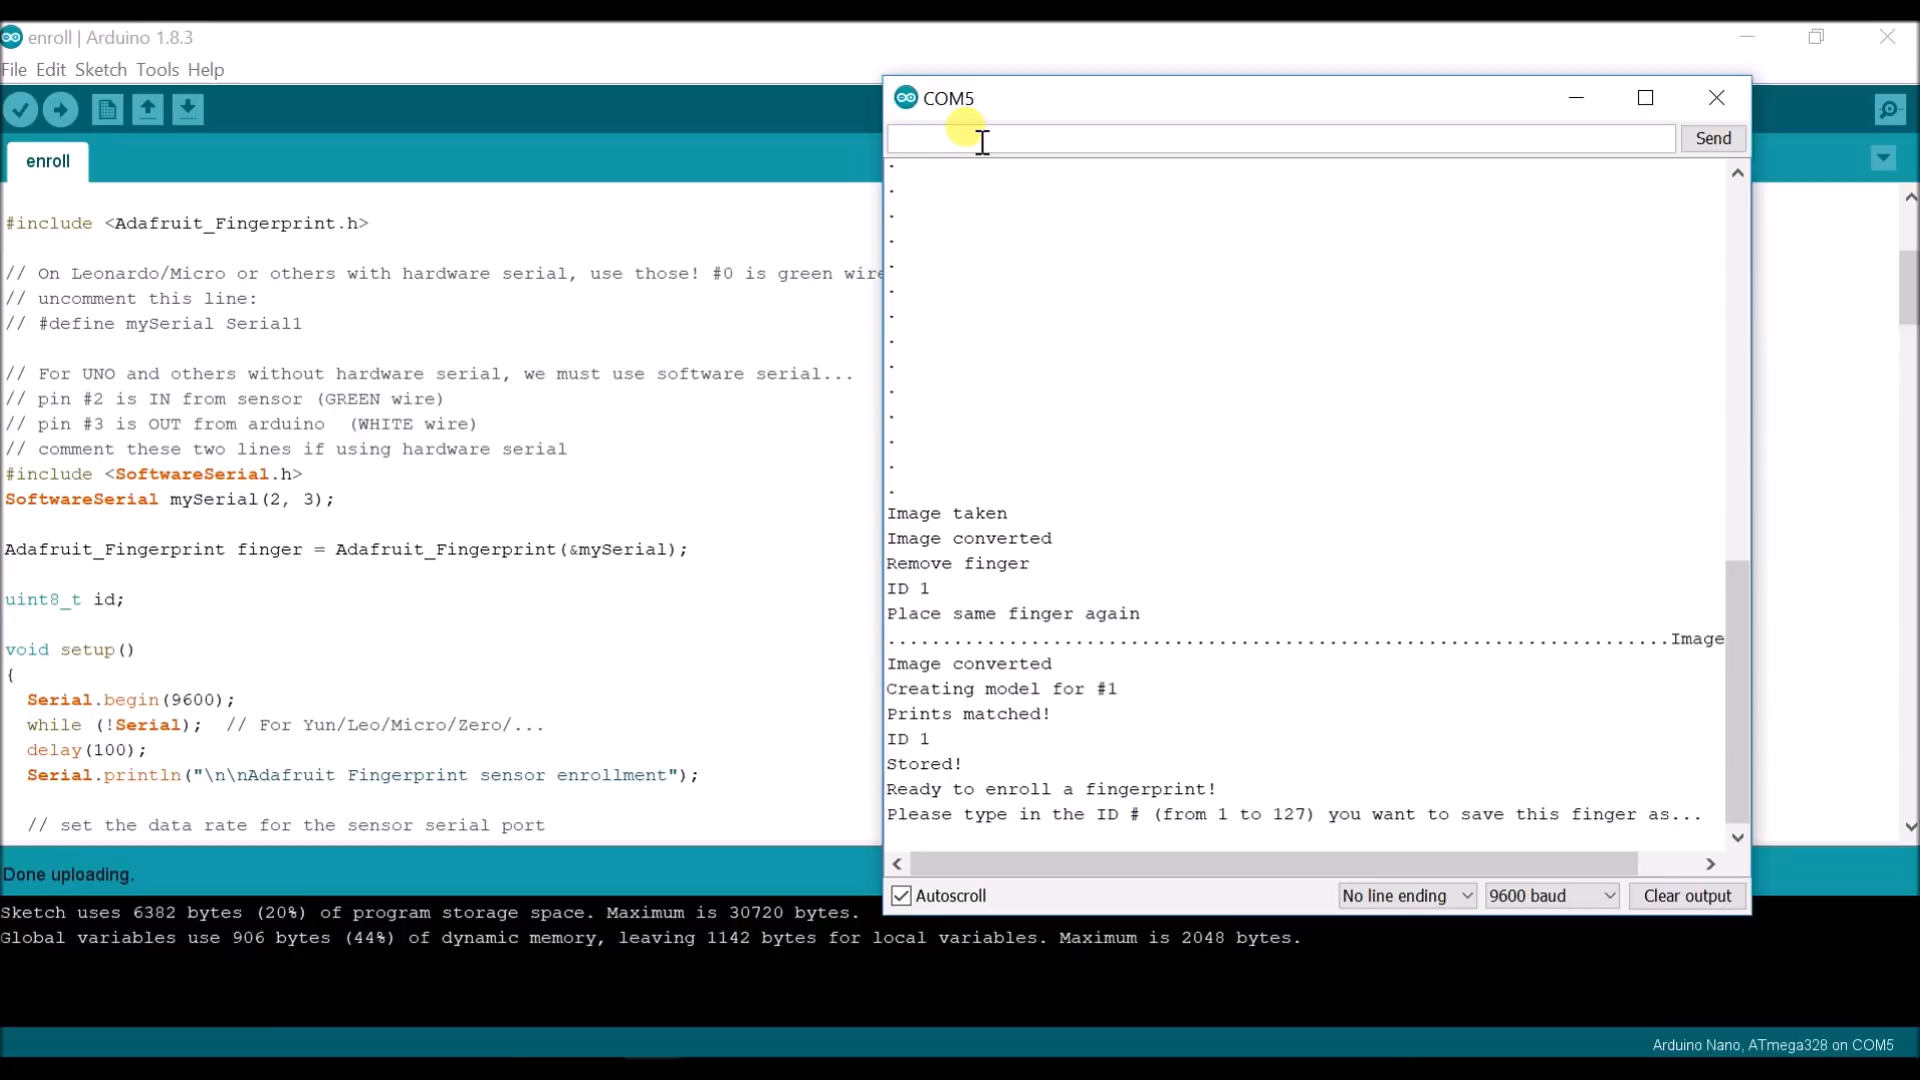 enroll | Arduino 1.8.3
File Edit Sketch Tools Help
enroll
#include <Adafruit_Fingerprint.h>
// On Leonardo/Micro or others with hardware serial, use those! #0 is green wire
// uncomment this line:
// #define mySerial Serial1
// For UNO and others without hardware serial, we must use software serial...
// pin #2 is IN from sensor (GREEN wire)
// pin #3 is OUT from arduino  (WHITE wire)
// comment these two lines if using hardware serial
#include <SoftwareSerial.h>
SoftwareSerial mySerial(2, 3);
Adafruit_Fingerprint finger = Adafruit_Fingerprint(&mySerial);
uint8_t id;
void setup()
{
Serial.begin(9600);
while (!Serial);  // For Yun/Leo/Micro/Zero/...
delay(100);
Serial.println("\n\nAdafruit Fingerprint sensor enrollment");
// set the data rate for the sensor serial port
Done uploading.
Sketch uses 6382 bytes (20%) of program storage space. Maximum is 30720 bytes.
Global variables use 906 bytes (44%) of dynamic memory, leaving 1142 bytes for local variables. Maximum is 2048 bytes.
Arduino Nano, ATmega328 on COM5
COM5
Send
.
.
.
.
.
.
.
.
.
.
.
.
.
.
Image taken
Image converted
Remove finger
ID 1
Place same finger again
.......................................................................Image
Image converted
Creating model for #1
Prints matched!
ID 1
Stored!
Ready to enroll a fingerprint!
Please type in the ID # (from 1 to 127) you want to save this finger as...
Autoscroll
No line ending
9600 baud
Clear output